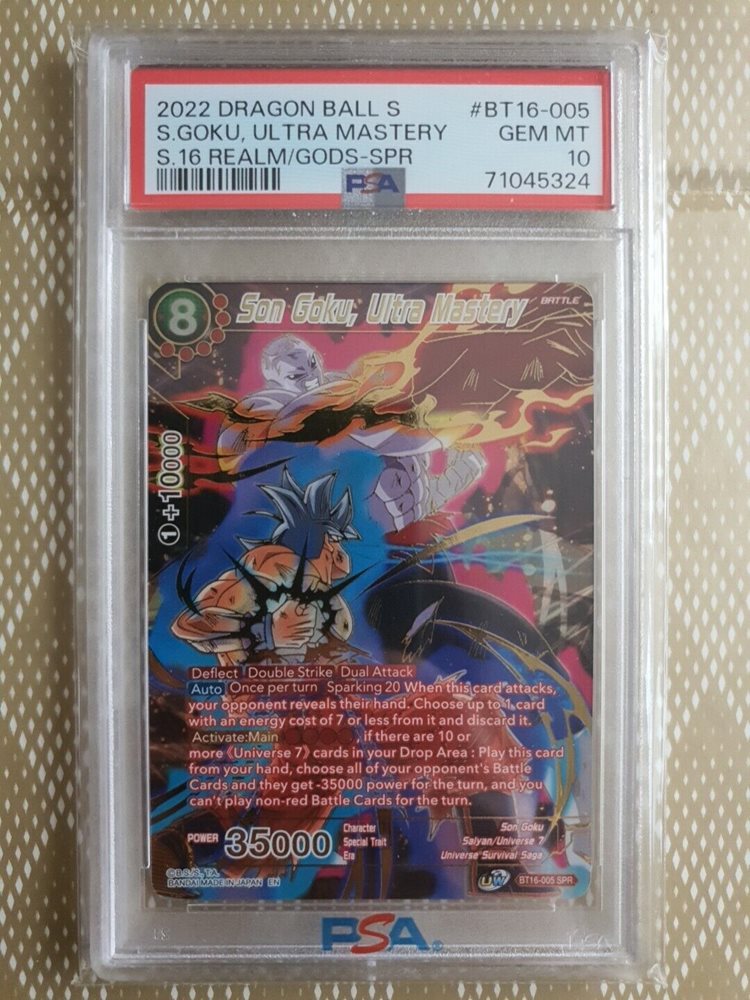 2022 DRAGON BALL S #BT16-005
S.GOKU, ULTRA MASTERY GEM MT
S.16 REALM/GODS-SPR 10
PSA 71045324
8 Son Goku, Ultra Mastery BATTLE
1+10000
Deflect Double Strike Dual Attack
Auto Once per turn Sparking 20 When this card attacks,
your opponent reveals their hand. Choose up to 1 card
with an energy cost of 7 or less from it and discard it.
Activate:Main if there are 10 or
more 《Universe 7》 cards in your Drop Area : Play this card
from your hand, choose all of your opponent's Battle
Cards and they get -35000 power for the turn, and you
can't play non-red Battle Cards for the turn.
POWER 35000
Character Son Goku
Special Trait Saiyan/Universe 7
Era Universe Survival Saga
©B.S./S., T.A.
BANDAI MADE IN JAPAN EN
UW BT16-005 SPR
PSA